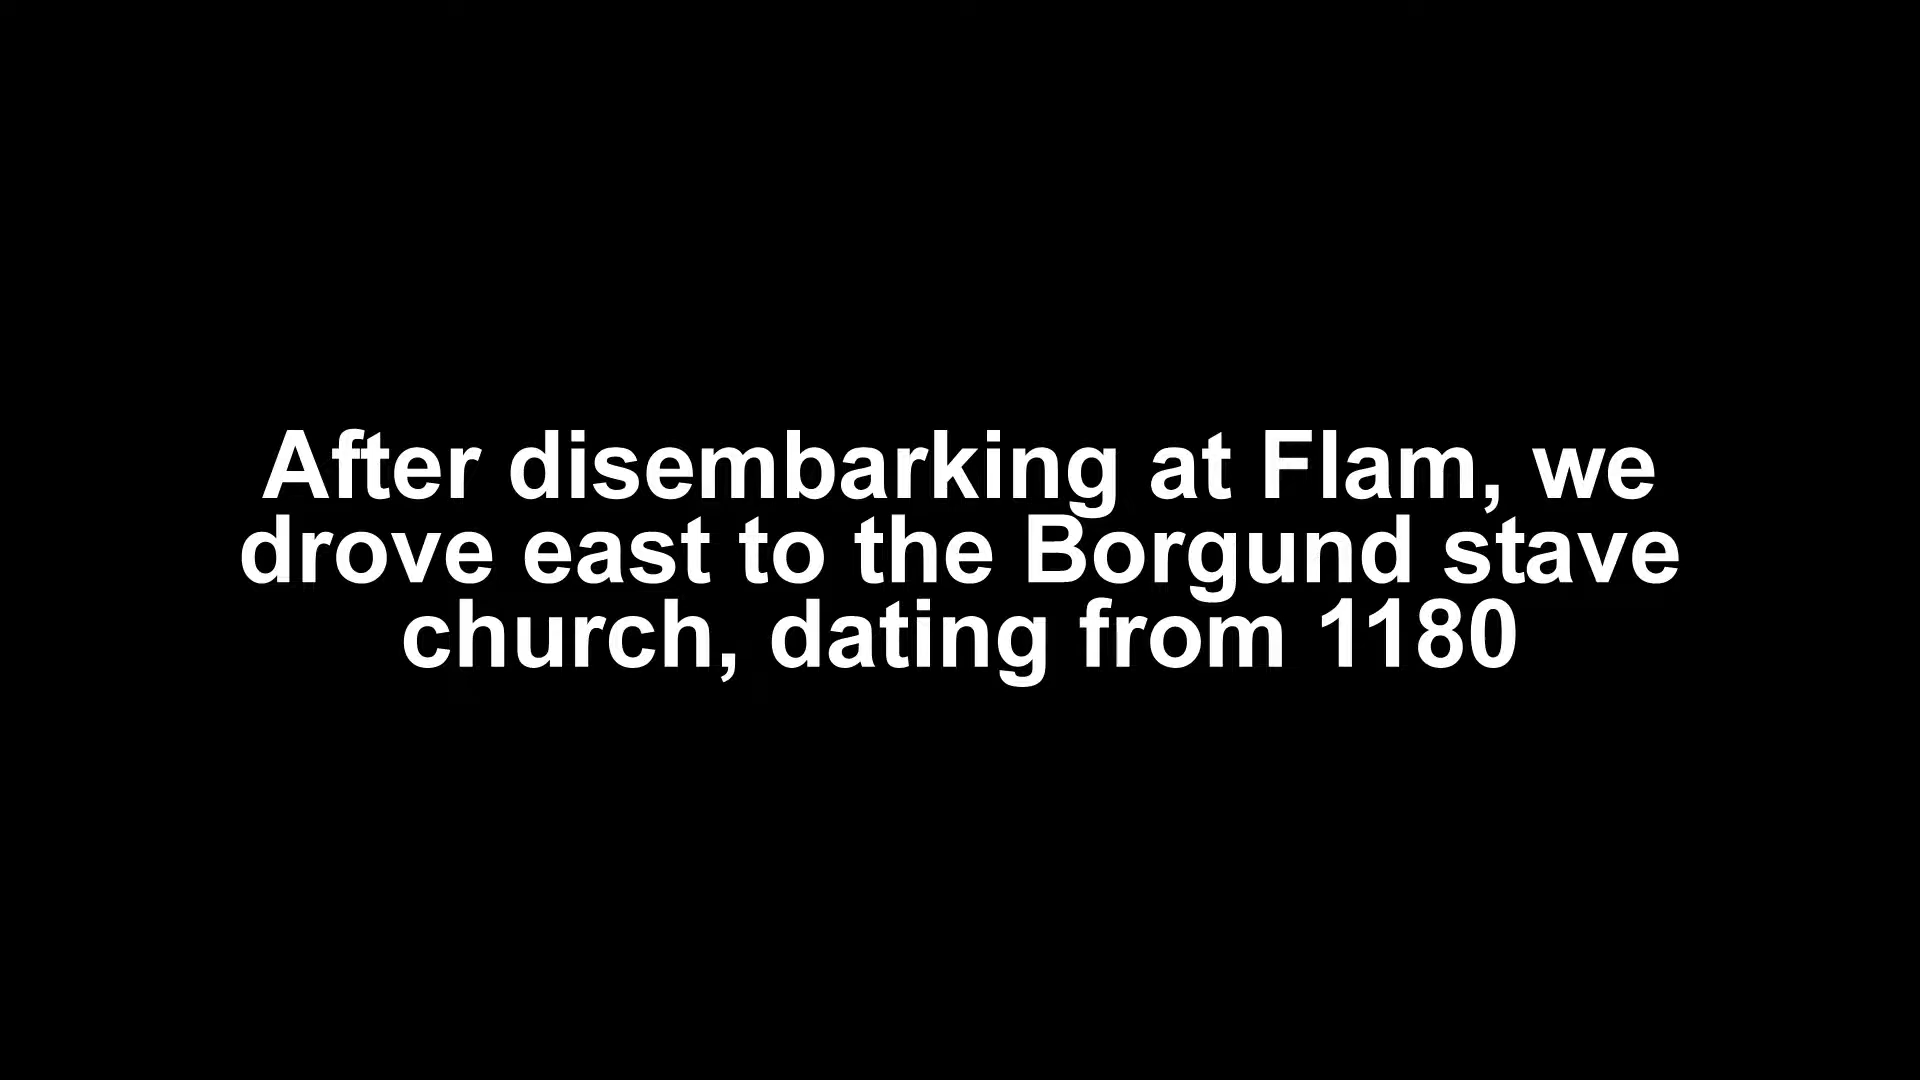 After disembarking at Flam, we
drove east to the Borgund stave
church, dating from 1180